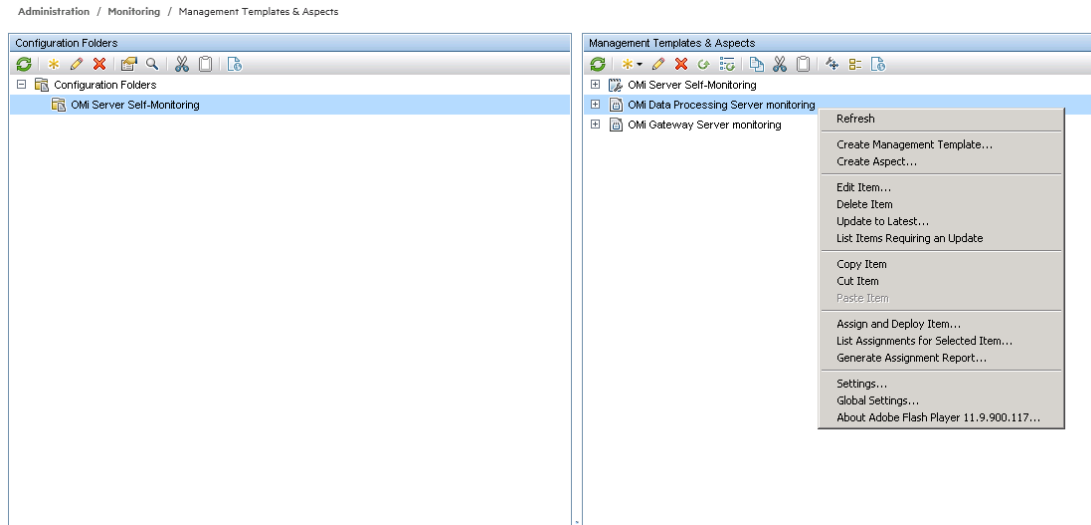 Administration / Monitoring / Management Templates & Aspects
Configuration Folders
Configuration Folders
OMi Server Self-Monitoring
Management Templates & Aspects
OMi Server Self-Monitoring
OMi Data Processing Server monitoring
OMi Gateway Server monitoring
Refresh
Create Management Template...
Create Aspect...
Edit Item...
Delete Item
Update to Latest...
List Items Requiring an Update
Copy Item
Cut Item
Paste Item
Assign and Deploy Item...
List Assignments for Selected Item...
Generate Assignment Report...
Settings...
Global Settings...
About Adobe Flash Player 11.9.900.117...